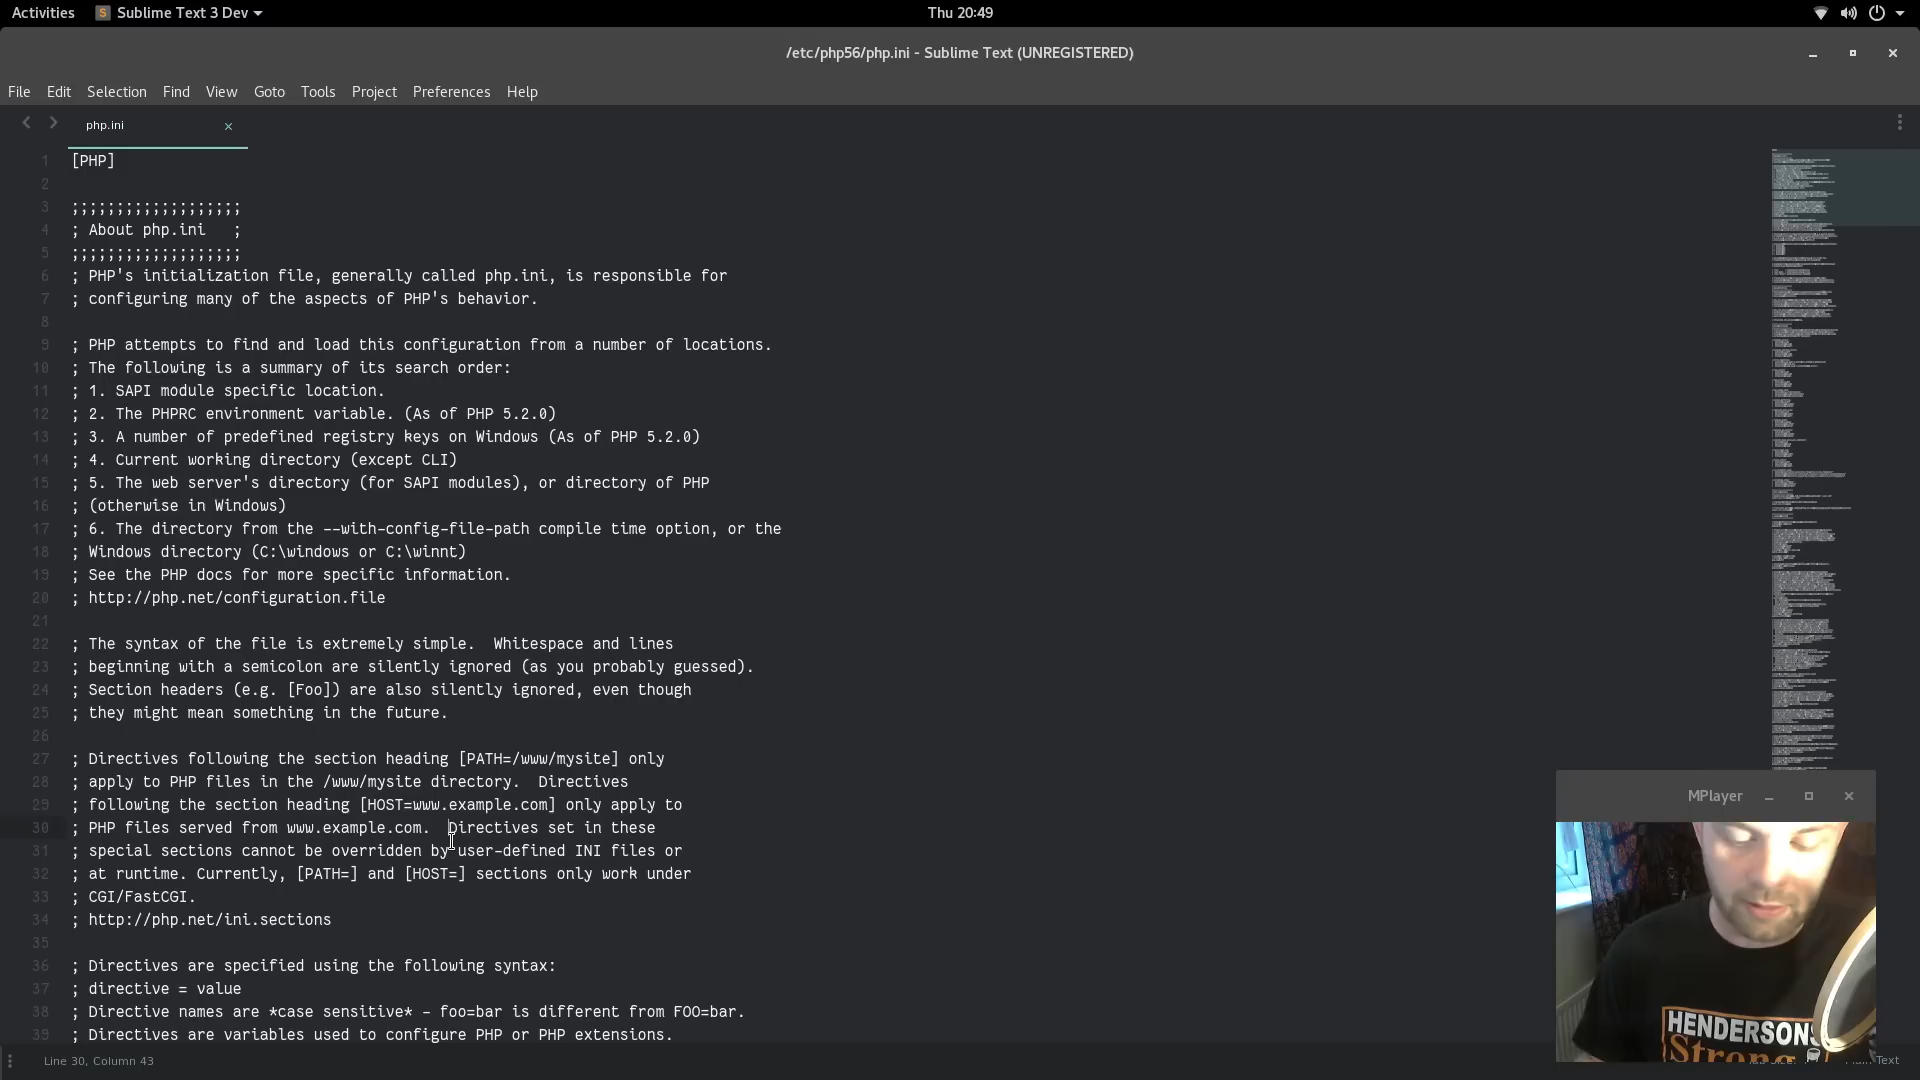 Activities Sublime Text 3 Dev Thu 20:49
/etc/php56/php.ini - Sublime Text (UNREGISTERED)
File Edit Selection Find View Goto Tools Project Preferences Help
php.ini
1 [PHP]
2
3 ;;;;;;;;;;;;;;;;;;;
4 ; About php.ini   ;
5 ;;;;;;;;;;;;;;;;;;;
6 ; PHP's initialization file, generally called php.ini, is responsible for
7 ; configuring many of the aspects of PHP's behavior.
8
9 ; PHP attempts to find and load this configuration from a number of locations.
10 ; The following is a summary of its search order:
11 ; 1. SAPI module specific location.
12 ; 2. The PHPRC environment variable. (As of PHP 5.2.0)
13 ; 3. A number of predefined registry keys on Windows (As of PHP 5.2.0)
14 ; 4. Current working directory (except CLI)
15 ; 5. The web server's directory (for SAPI modules), or directory of PHP
16 ; (otherwise in Windows)
17 ; 6. The directory from the --with-config-file-path compile time option, or the
18 ; Windows directory (C:\windows or C:\winnt)
19 ; See the PHP docs for more specific information.
20 ; http://php.net/configuration.file
21
22 ; The syntax of the file is extremely simple.  Whitespace and lines
23 ; beginning with a semicolon are silently ignored (as you probably guessed).
24 ; Section headers (e.g. [Foo]) are also silently ignored, even though
25 ; they might mean something in the future.
26
27 ; Directives following the section heading [PATH=/www/mysite] only
28 ; apply to PHP files in the /www/mysite directory.  Directives
29 ; following the section heading [HOST=www.example.com] only apply to
30 ; PHP files served from www.example.com.  Directives set in these
31 ; special sections cannot be overridden by user-defined INI files or
32 ; at runtime. Currently, [PATH=] and [HOST=] sections only work under
33 ; CGI/FastCGI.
34 ; http://php.net/ini.sections
35
36 ; Directives are specified using the following syntax:
37 ; directive = value
38 ; Directive names are *case sensitive* - foo=bar is different from FOO=bar.
39 ; Directives are variables used to configure PHP or PHP extensions.
MPlayer
HENDERSONS
Strong
Line 30, Column 43
Text